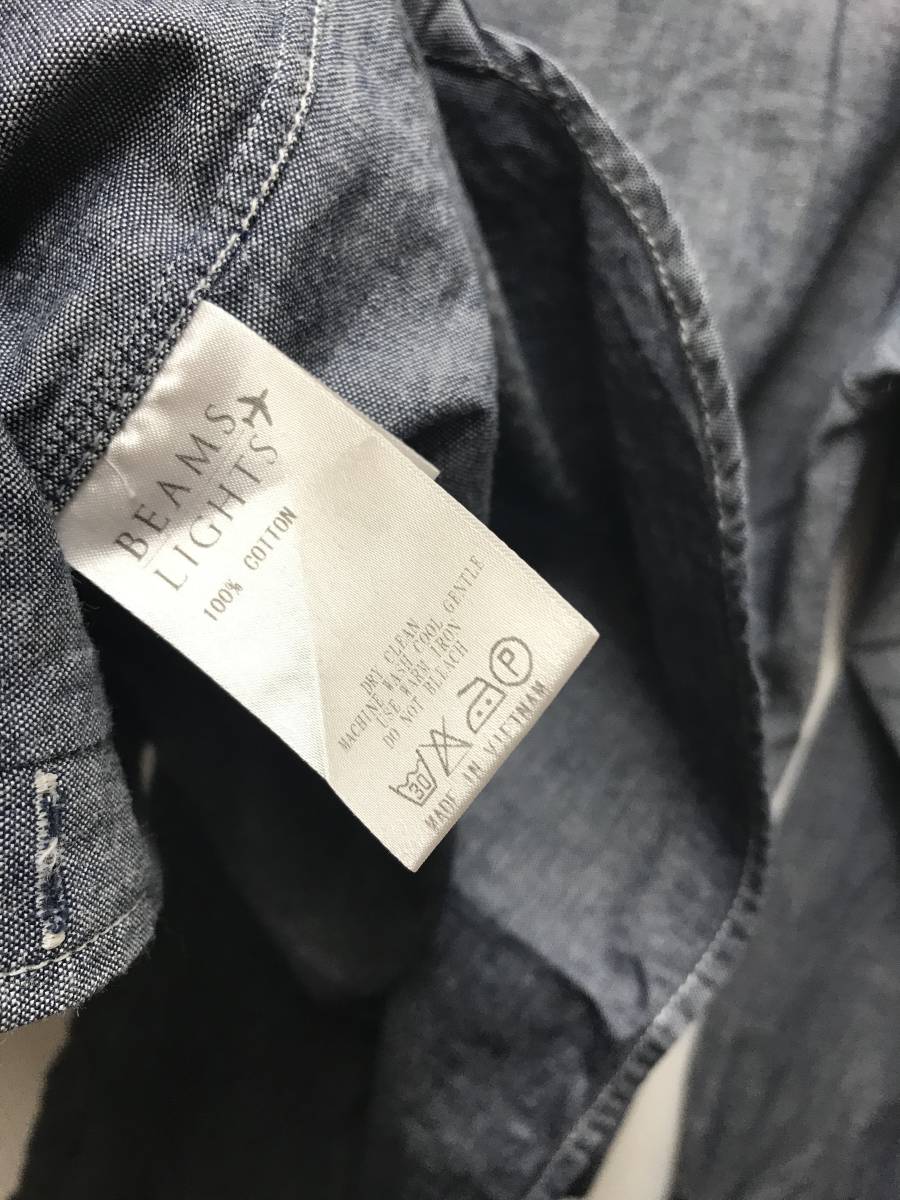 BEAMS
LIGHTS
100% COTTON
DRY CLEAN
MACHINE WASH COOL GENTLE
USE WARM IRON
DO NOT BLEACH
30 P
MADE IN VIETNAM